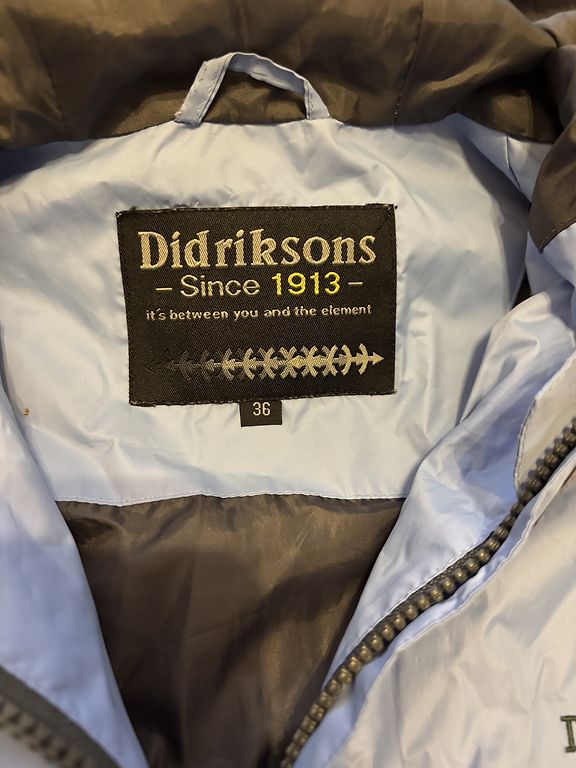 Didriksons
– Since 1913 –
it's between you and the element
36